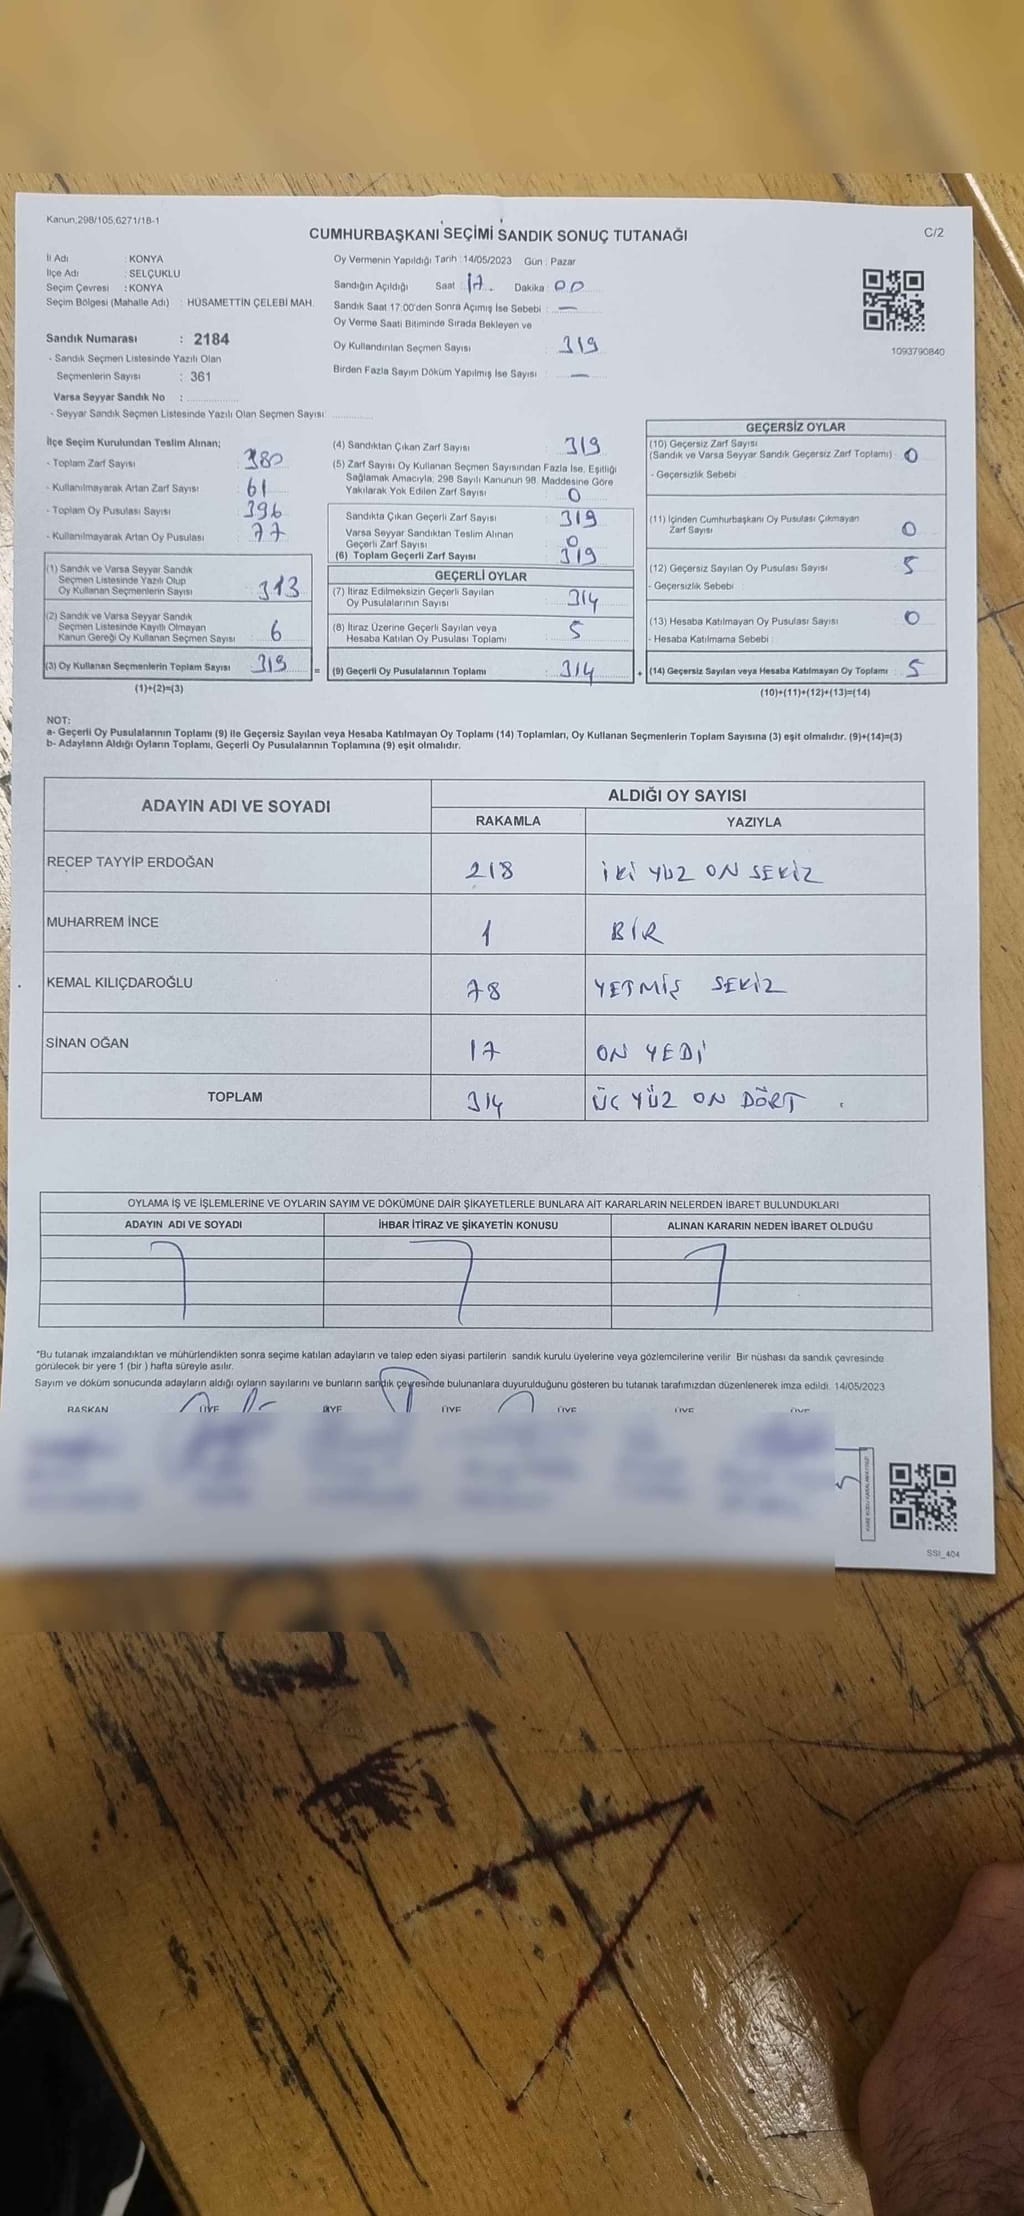 Kanun,298/105,6271/18-1
CUMHURBAŞKANI SEÇİMİ SANDIK SONUÇ TUTANAĞI
C/2
İl Adı : KONYA
İlçe Adı : SELÇUKLU
Seçim Çevresi : KONYA
Seçim Bölgesi (Mahalle Adı) : HÜSAMETTİN ÇELEBİ MAH.
Oy Vermenin Yapıldığı Tarih :14/05/2023 Gün : Pazar
Sandığın Açıldığı Saat : 17. Dakika : 00
Sandık Saat 17:00'den Sonra Açımış İse Sebebi : —
Oy Verme Saati Bitiminde Sırada Bekleyen ve
Oy Kullandırılan Seçmen Sayısı : 319
Birden Fazla Sayım Döküm Yapılmış İse Sayısı : —
1093790840
Sandık Numarası : 2184
- Sandık Seçmen Listesinde Yazılı Olan
Seçmenlerin Sayısı : 361
Varsa Seyyar Sandık No :
- Seyyar Sandık Seçmen Listesinde Yazılı Olan Seçmen Sayısı
İlçe Seçim Kurulundan Teslim Alınan;
- Toplam Zarf Sayısı : 380
- Kullanılmayarak Artan Zarf Sayısı : 61
- Toplam Oy Pusulası Sayısı : 396
- Kullanılmayarak Artan Oy Pusulası : 77
(1) Sandık ve Varsa Seyyar Sandık
Seçmen Listesinde Yazılı Olup
Oy Kullanan Seçmenlerin Sayısı : 313
(2) Sandık ve Varsa Seyyar Sandık
Seçmen Listesinde Kayıtlı Olmayan
Kanun Gereği Oy Kullanan Seçmen Sayısı : 6
(3) Oy Kullanan Seçmenlerin Toplam Sayısı : 319
(1)+(2)=(3)
(4) Sandıktan Çıkan Zarf Sayısı : 319
(5) Zarf Sayısı Oy Kullanan Seçmen Sayısından Fazla İse, Eşitliği
Sağlamak Amacıyla, 298 Sayılı Kanunun 98. Maddesine Göre
Yakılarak Yok Edilen Zarf Sayısı : 0
Sandıkta Çıkan Geçerli Zarf Sayısı : 319
Varsa Seyyar Sandıktan Teslim Alınan
Geçerli Zarf Sayısı : 0
(6) Toplam Geçerli Zarf Sayısı : 319
GEÇERLİ OYLAR
(7) İtiraz Edilmeksizin Geçerli Sayılan
Oy Pusulalarının Sayısı : 314
(8) İtiraz Üzerine Geçerli Sayılan veya
Hesaba Katılan Oy Pusulası Toplamı : 5
= (9) Geçerli Oy Pusulalarının Toplamı : 314
GEÇERSİZ OYLAR
(10) Geçersiz Zarf Sayısı
(Sandık ve Varsa Seyyar Sandık Geçersiz Zarf Toplamı) : 0
- Geçersizlik Sebebi
(11) İçinden Cumhurbaşkanı Oy Pusulası Çıkmayan
Zarf Sayısı : 0
(12) Geçersiz Sayılan Oy Pusulası Sayısı : 5
- Geçersizlik Sebebi :
(13) Hesaba Katılmayan Oy Pusulası Sayısı : 0
- Hesaba Katılmama Sebebi :
+ (14) Geçersiz Sayılan veya Hesaba Katılmayan Oy Toplamı : 5
(10)+(11)+(12)+(13)=(14)
NOT:
a- Geçerli Oy Pusulalarının Toplamı (9) ile Geçersiz Sayılan veya Hesaba Katılmayan Oy Toplamı (14) Toplamları, Oy Kullanan Seçmenlerin Toplam Sayısına (3) eşit olmalıdır. (9)+(14)=(3)
b- Adayların Aldığı Oyların Toplamı, Geçerli Oy Pusulalarının Toplamına (9) eşit olmalıdır.
ADAYIN ADI VE SOYADI
ALDIĞI OY SAYISI
RAKAMLA YAZIYLA
RECEP TAYYİP ERDOĞAN 218 İKİ YÜZ ON SEKİZ
MUHARREM İNCE 1 BİR
KEMAL KILIÇDAROĞLU 78 YETMİŞ SEKİZ
SİNAN OĞAN 17 ON YEDİ
TOPLAM 314 ÜÇ YÜZ ON DÖRT
OYLAMA İŞ VE İŞLEMLERİNE VE OYLARIN SAYIM VE DÖKÜMÜNE DAİR ŞİKAYETLERLE BUNLARA AİT KARARLARIN NELERDEN İBARET BULUNDUKLARI
ADAYIN ADI VE SOYADI İHBAR İTİRAZ VE ŞİKAYETİN KONUSU ALINAN KARARIN NEDEN İBARET OLDUĞU
*Bu tutanak imzalandıktan ve mühürlendikten sonra seçime katılan adayların ve talep eden siyasi partilerin sandık kurulu üyelerine veya gözlemcilerine verilir Bir nüshası da sandık çevresinde
görülecek bir yere 1 (bir ) hafta süreyle asılır.
Sayım ve döküm sonucunda adayların aldığı oyların sayılarını ve bunların sandık çevresinde bulunanlara duyurulduğunu gösteren bu tutanak tarafımızdan düzenlenerek imza edildi. 14/05/2023
BAŞKAN ÜYE ÜYE ÜYE ÜYE ÜYE ÜYE
SSI_404